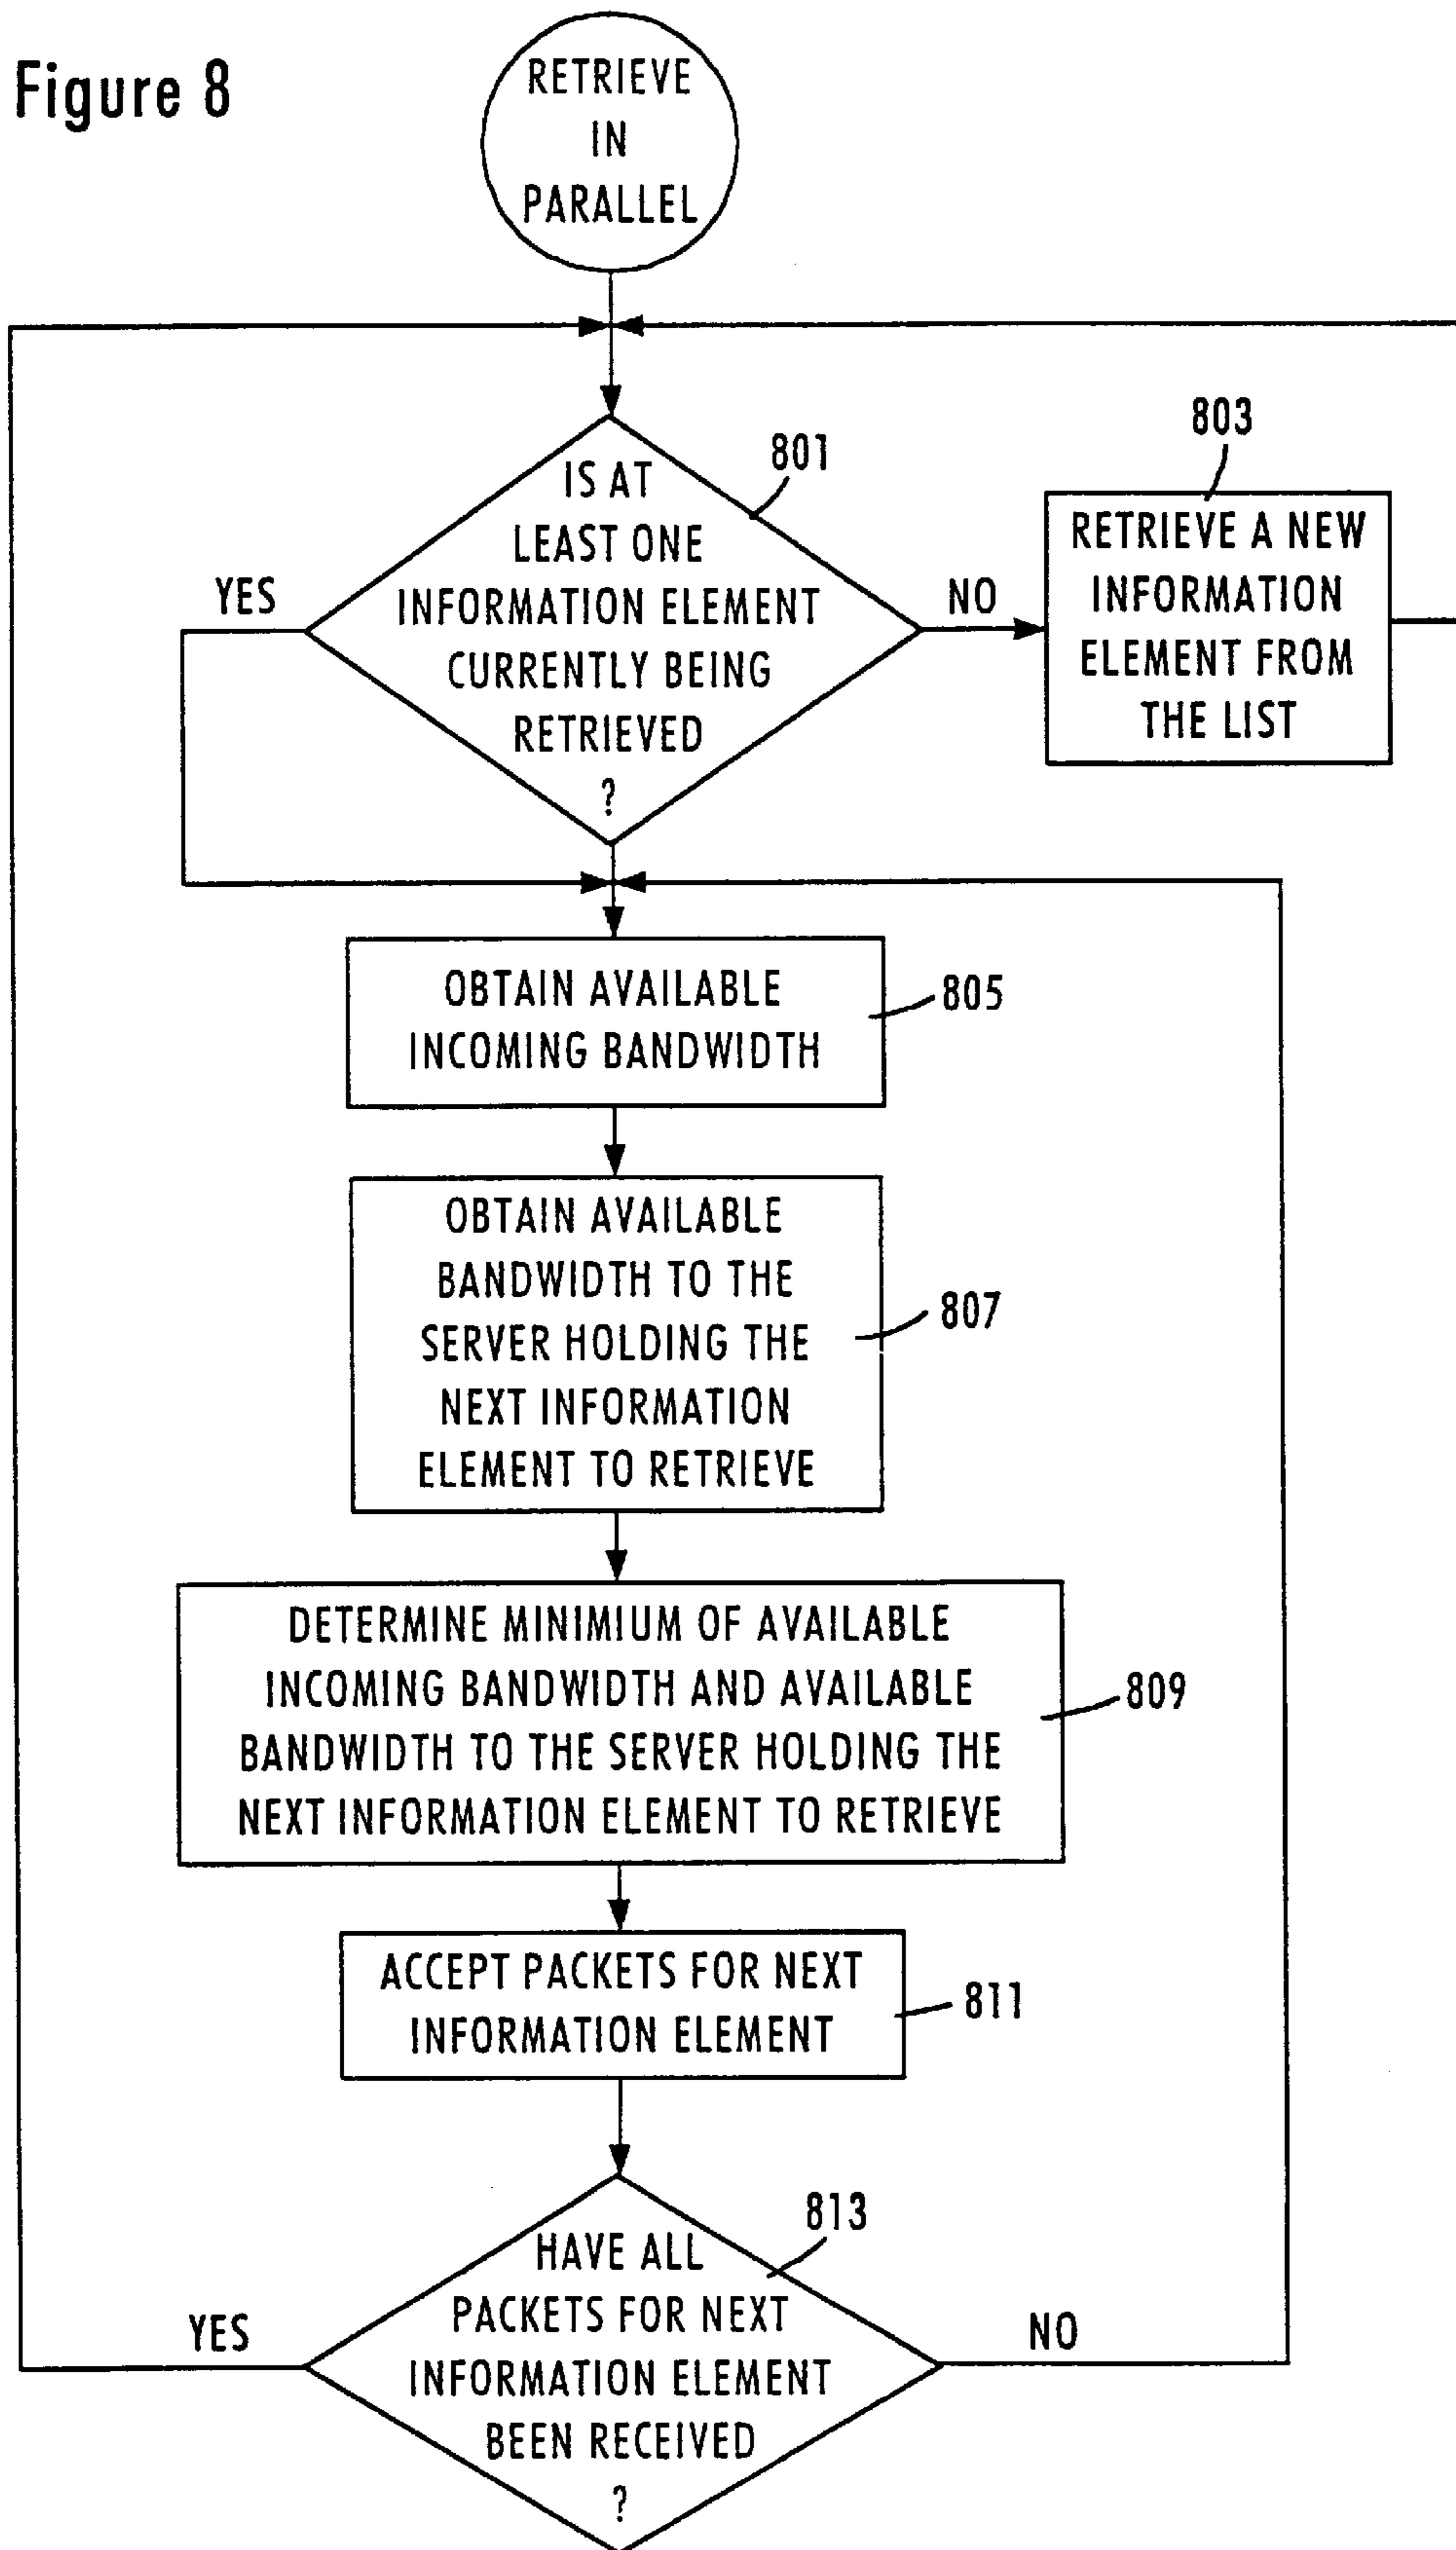 Figure 8
RETRIEVE
IN
PARALLEL
801
IS AT
LEAST ONE
INFORMATION ELEMENT
CURRENTLY BEING
RETRIEVED
?
YES
NO
803
RETRIEVE A NEW
INFORMATION
ELEMENT FROM
THE LIST
OBTAIN AVAILABLE
INCOMING BANDWIDTH
805
OBTAIN AVAILABLE
BANDWIDTH TO THE
SERVER HOLDING THE
NEXT INFORMATION
ELEMENT TO RETRIEVE
807
DETERMINE MINIMIUM OF AVAILABLE
INCOMING BANDWIDTH AND AVAILABLE
BANDWIDTH TO THE SERVER HOLDING THE
NEXT INFORMATION ELEMENT TO RETRIEVE
809
ACCEPT PACKETS FOR NEXT
INFORMATION ELEMENT
811
813
HAVE ALL
PACKETS FOR NEXT
INFORMATION ELEMENT
BEEN RECEIVED
?
YES
NO